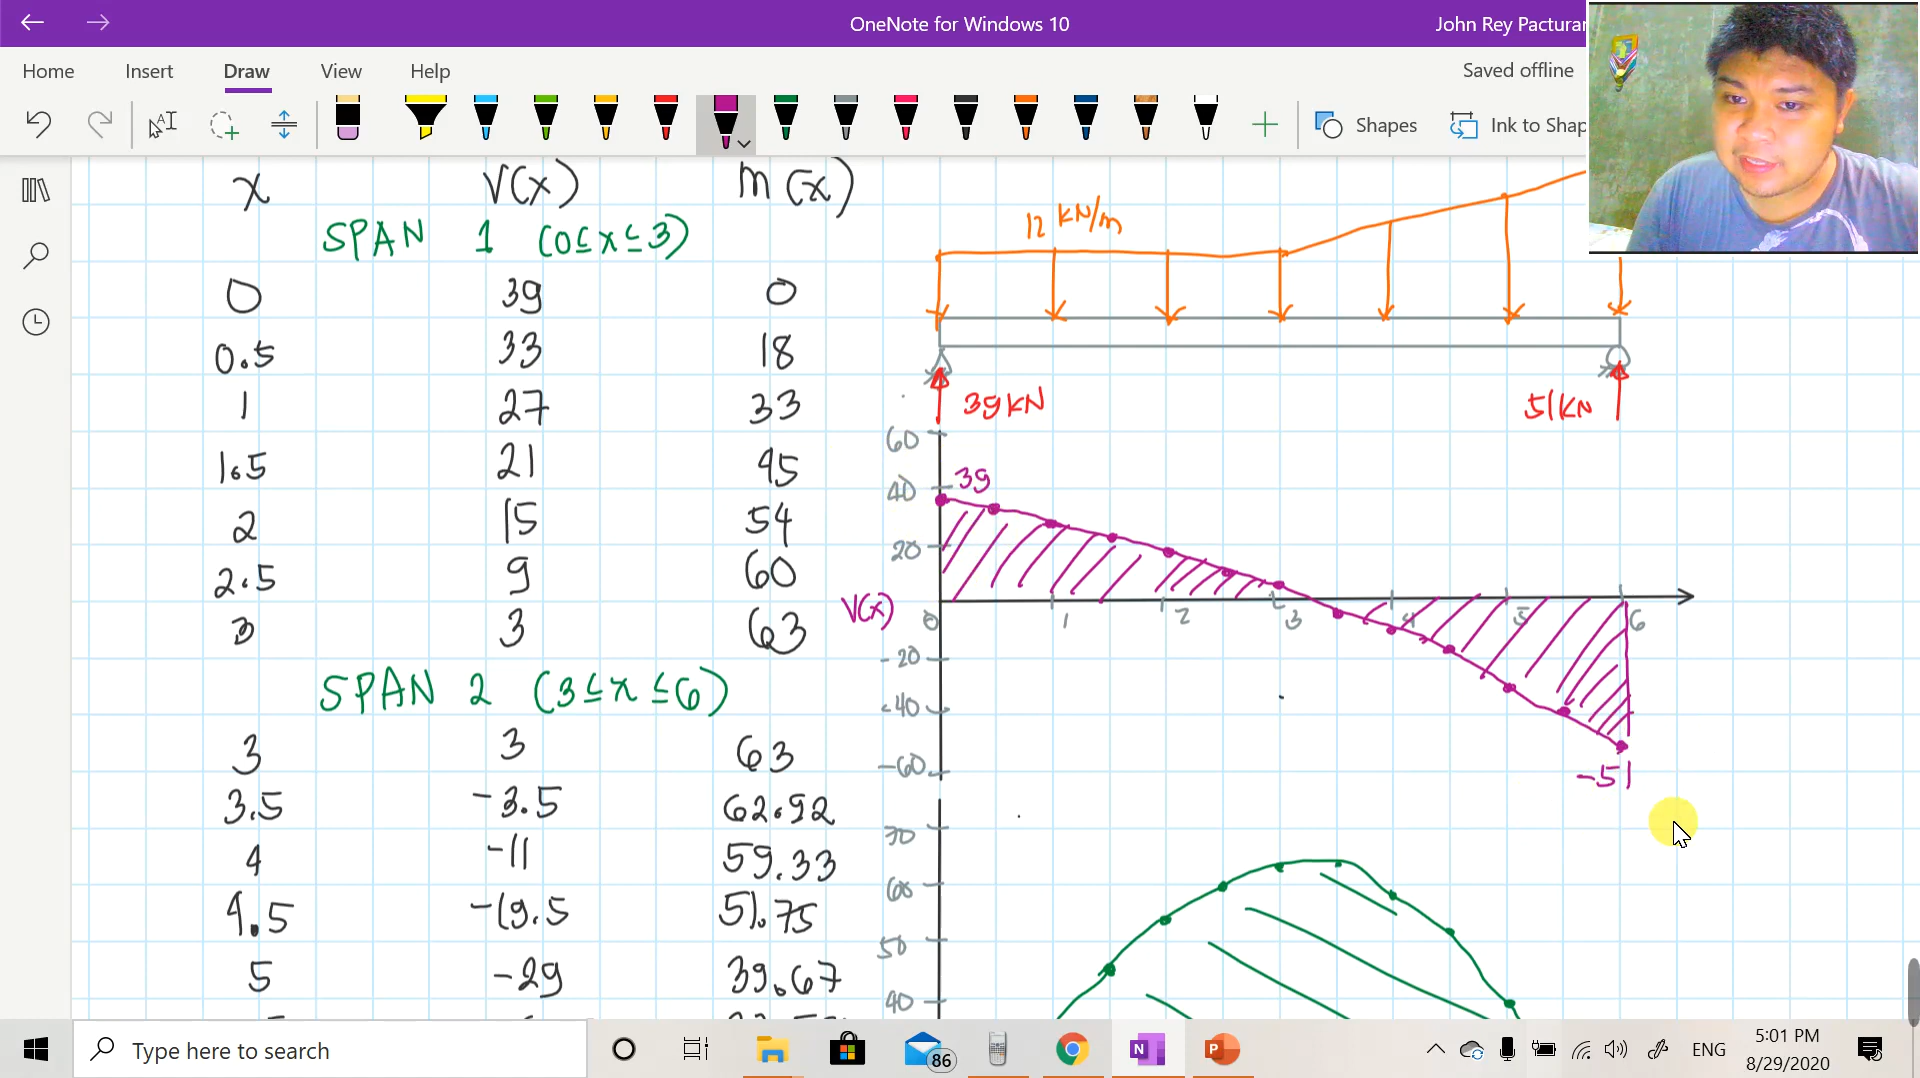 OneNote for Windows 10
John Rey Pacturan
Home Insert Draw View Help
Saved offline
Shapes
Ink to Shap
x V(x) m(x)
SPAN 1 (0≤x≤3)
0 39 0
0.5 33 18
1 27 33
1.5 21 45
2 15 54
2.5 9 60
3 3 63
SPAN 2 (3≤x≤6)
3 3 63
3.5 -3.5 62.92
4 -11 59.33
4.5 -19.5 51.75
5 -29 39.67
12 kN/m
39 kN
51 kN
60
39
40
20
V(x) 0 1 2 3 4 5 6
-20
-40
-60
-51
70
60
50
40
Type here to search
86
ENG
5:01 PM
8/29/2020